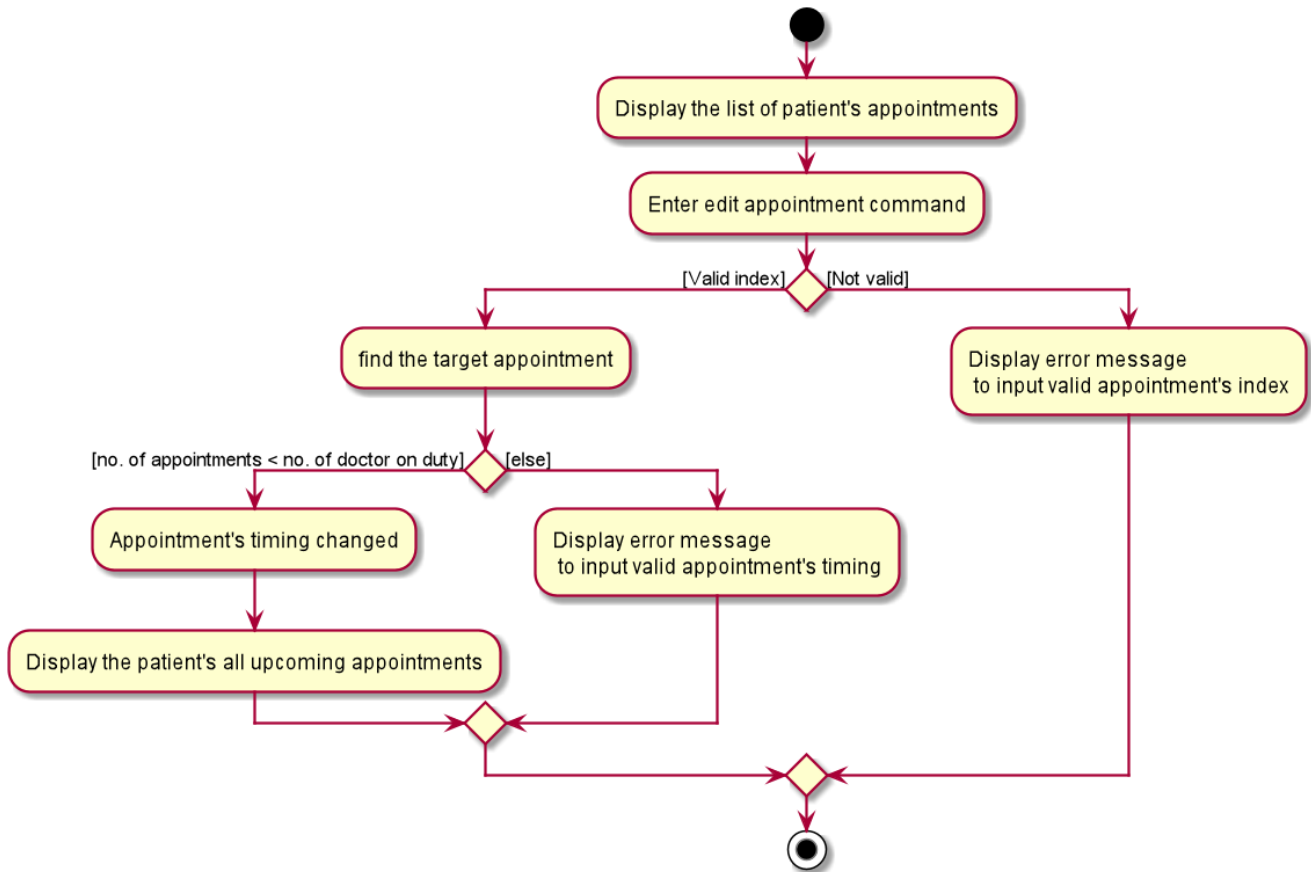 Display the list of patient's appointments
Enter edit appointment command
[Valid index]
[Not valid]
find the target appointment
Display error message
to input valid appointment's index
[no. of appointments < no. of doctor on duty]
[else]
Appointment's timing changed
Display error message
to input valid appointment's timing
Display the patient's all upcoming appointments